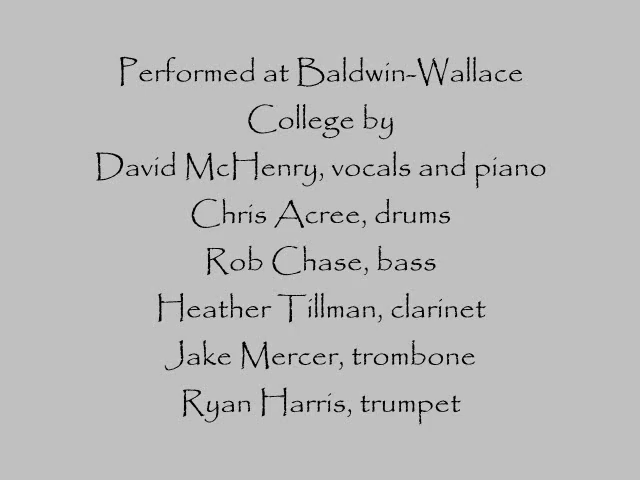 Performed at Baldwin-Wallace
College by
David McHenry, vocals and piano
Chris Acree, drums
Rob Chase, bass
Heather Tillman, clarinet
Jake Mercer, trombone
Ryan Harris, trumpet